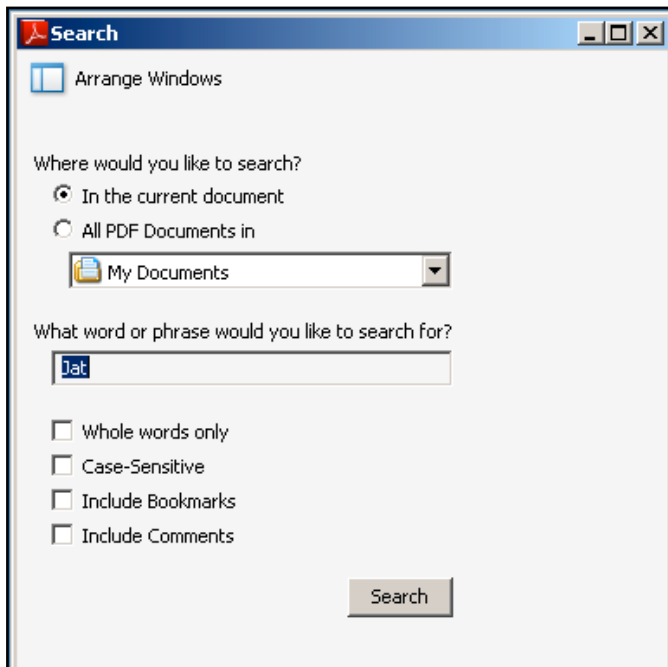 Search
Arrange Windows
Where would you like to search?
In the current document
All PDF Documents in
My Documents
What word or phrase would you like to search for?
Jat
Whole words only
Case-Sensitive
Include Bookmarks
Include Comments
Search